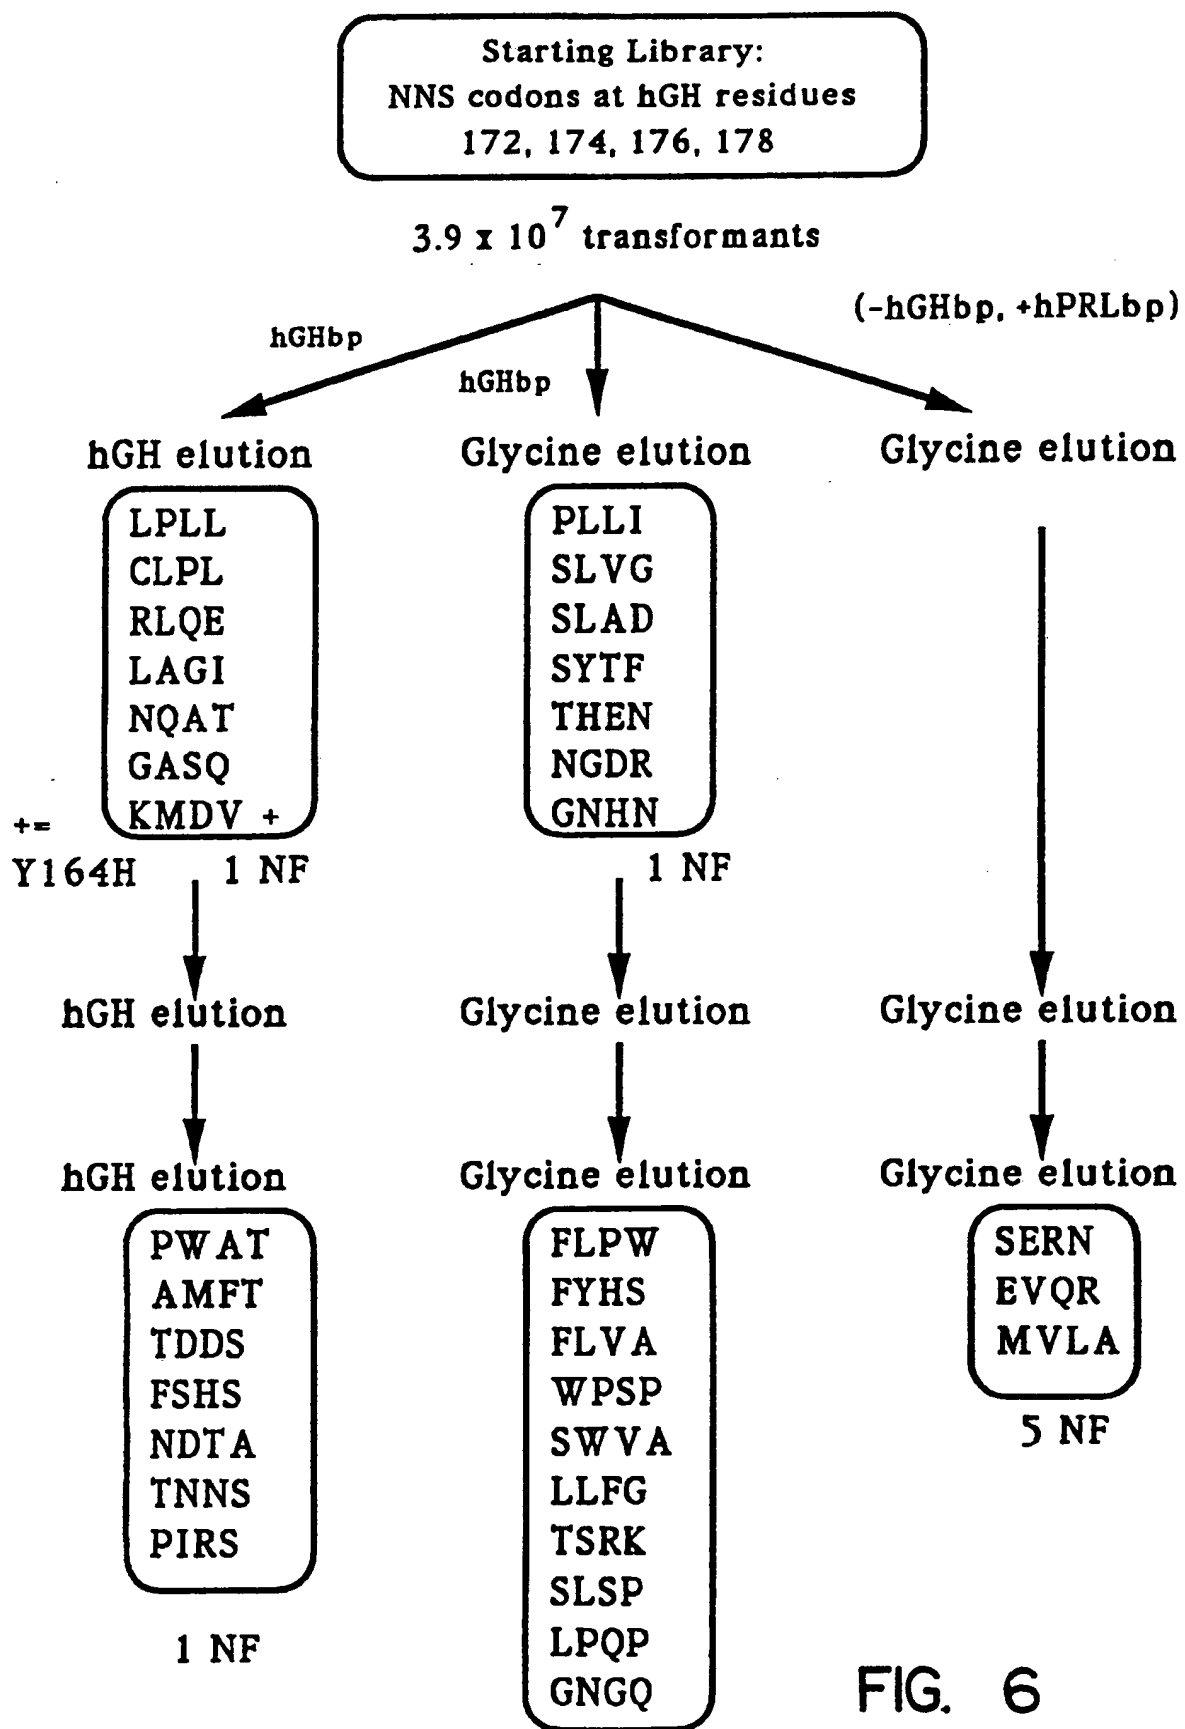 Starting Library:
NNS codons at hGH residues
172, 174, 176, 178
3.9 x 10^7 transformants
(-hGHbp, +hPRLbp)
hGHbp
hGHbp
hGH elution
Glycine elution
Glycine elution
LPLL
CLPL
RLQE
LAGI
NQAT
GASQ
KMDV +
+=
Y164H
1 NF
PLLI
SLVG
SLAD
SYTF
THEN
NGDR
GNHN
1 NF
hGH elution
Glycine elution
Glycine elution
hGH elution
Glycine elution
Glycine elution
PWAT
AMFT
TDDS
FSHS
NDTA
TNNS
PIRS
1 NF
FLPW
FYHS
FLVA
WPSP
SWVA
LLFG
TSRK
SLSP
LPQP
GNGQ
SERN
EVQR
MVLA
5 NF
FIG. 6